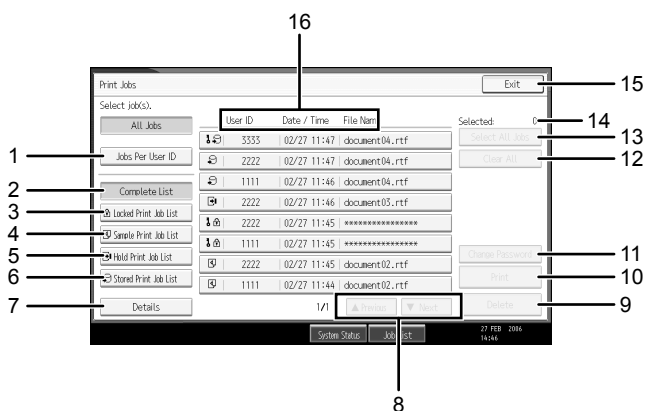 16
Print Jobs
Exit
15
Select job(s).
All Jobs
User ID Date / Time File Nam
Selected: 0
14
3333 02/27 11:47 document04.rtf
Select All Jobs
13
1
Jobs Per User ID
2222 02/27 11:47 document04.rtf
Clear All
12
1111 02/27 11:46 document04.rtf
2
Complete List
2222 02/27 11:46 document03.rtf
3
Locked Print Job List
2222 02/27 11:45 ****************
4
Sample Print Job List
1111 02/27 11:45 ****************
5
Hold Print Job List
2222 02/27 11:45 document02.rtf
Change Password
11
6
Stored Print Job List
1111 02/27 11:44 document02.rtf
Print
10
7
Details
1/1
▲ Previous ▼ Next
Delete
9
System Status Job List
27 FEB 2006
14:46
8